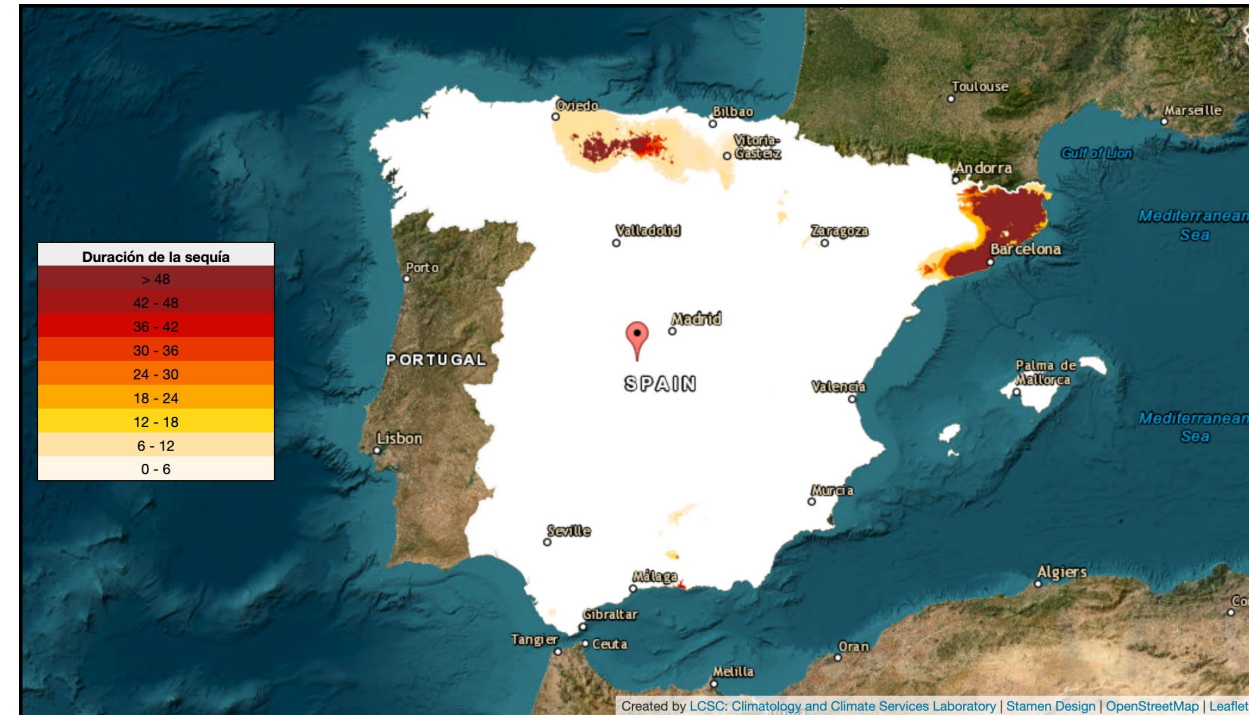 Toulouse
Marseille
Oviedo
Bilbao
Vitoria-
Gasteiz
Gulf of Lion
Andorra
Mediterranean
Sea
Valladolid
Zaragoza
Barcelona
Duración de la sequía
> 48
42 - 48
36 - 42
30 - 36
24 - 30
18 - 24
12 - 18
6 - 12
0 - 6
Porto
Madrid
PORTUGAL
SPAIN
Palma de
Mallorca
Valencia
Mediterranean
Sea
Lisbon
Murcia
Seville
Málaga
Algiers
Gibraltar
Co
Tangier
Ceuta
Oran
Melilla
Created by LCSC: Climatology and Climate Services Laboratory | Stamen Design | OpenStreetMap | Leaflet